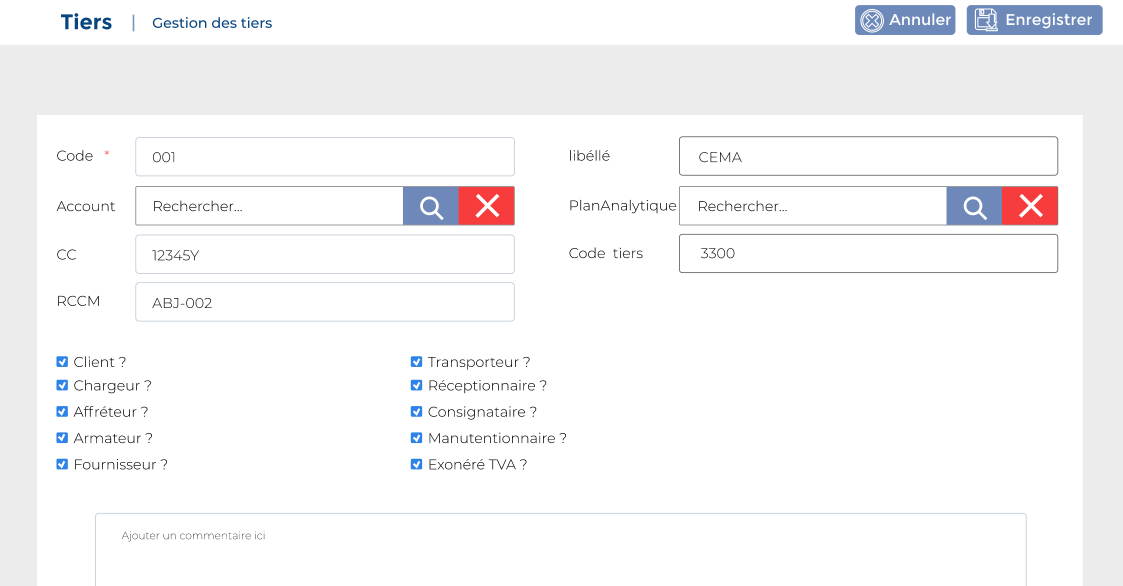 Tiers | Gestion des tiers Annuler Enregistrer
Code * 001 libéllé CEMA
Account Rechercher... PlanAnalytique Rechercher...
CC 12345Y Code tiers 3300
RCCM ABJ-002
Client ? Transporteur ?
Chargeur ? Réceptionnaire ?
Affréteur ? Consignataire ?
Armateur ? Manutentionnaire ?
Fournisseur ? Exonéré TVA ?
Ajouter un commentaire ici